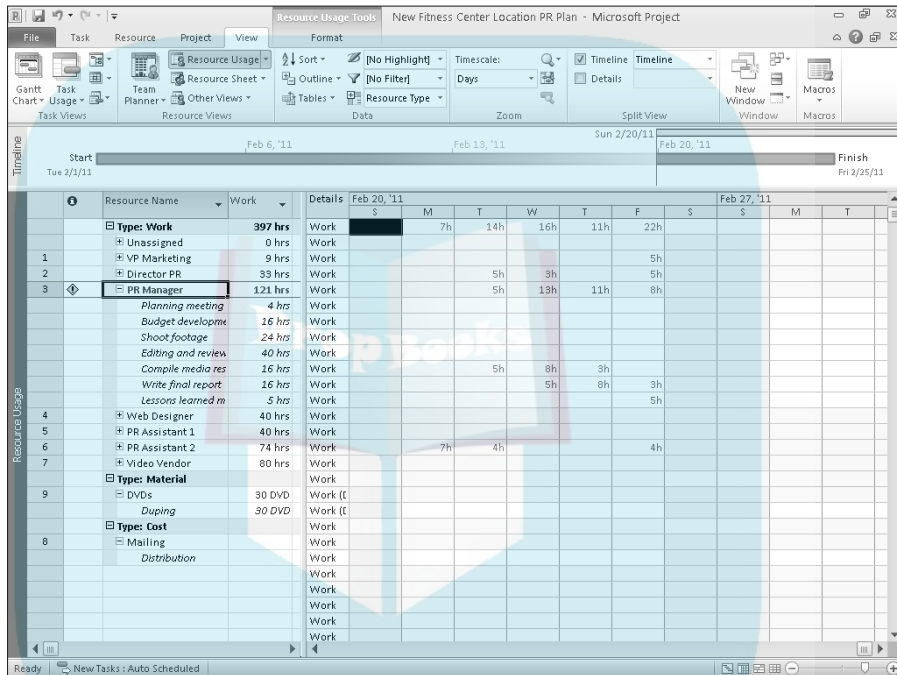 Resource Usage Tools New Fitness Center Location PR Plan - Microsoft Project
File Task Resource Project View Format
Gantt Chart
Task Usage
Team Planner
Resource Usage
Resource Sheet
Other Views
Sort
Outline
Tables
[No Highlight]
[No Filter]
Resource Type
Timescale:
Days
Timeline Timeline
Details
New Window
Macros
Task Views Resource Views Data Zoom Split View Window Macros
Timeline
Sun 2/20/11
Feb 6, '11 Feb 13, '11 Feb 20, '11
Start Finish
Tue 2/1/11 Fri 2/25/11
Resource Name Work Details Feb 20, '11 Feb 27, '11
S M T W T F S S M T
Type: Work 397 hrs Work 7h 14h 16h 11h 22h
Unassigned 0 hrs Work
1 VP Marketing 9 hrs Work 5h
2 Director PR 33 hrs Work 5h 3h 5h
3 PR Manager 121 hrs Work 5h 13h 11h 8h
Planning meeting 4 hrs Work
Budget developme 16 hrs Work
Shoot footage 24 hrs Work
Editing and review 40 hrs Work
Compile media res 16 hrs Work 5h 8h 3h
Write final report 16 hrs Work 5h 8h 3h
Lessons learned m 5 hrs Work 5h
4 Web Designer 40 hrs Work
5 PR Assistant 1 40 hrs Work
6 PR Assistant 2 74 hrs Work 7h 4h 4h
7 Video Vendor 80 hrs Work
Type: Material Work
9 DVDs 30 DVD Work (D
Duping 30 DVD Work (D
Type: Cost Work
8 Mailing Work
Distribution Work
Work
Work
Work
Work
Work
Resource Usage
DropBooks
Ready New Tasks : Auto Scheduled